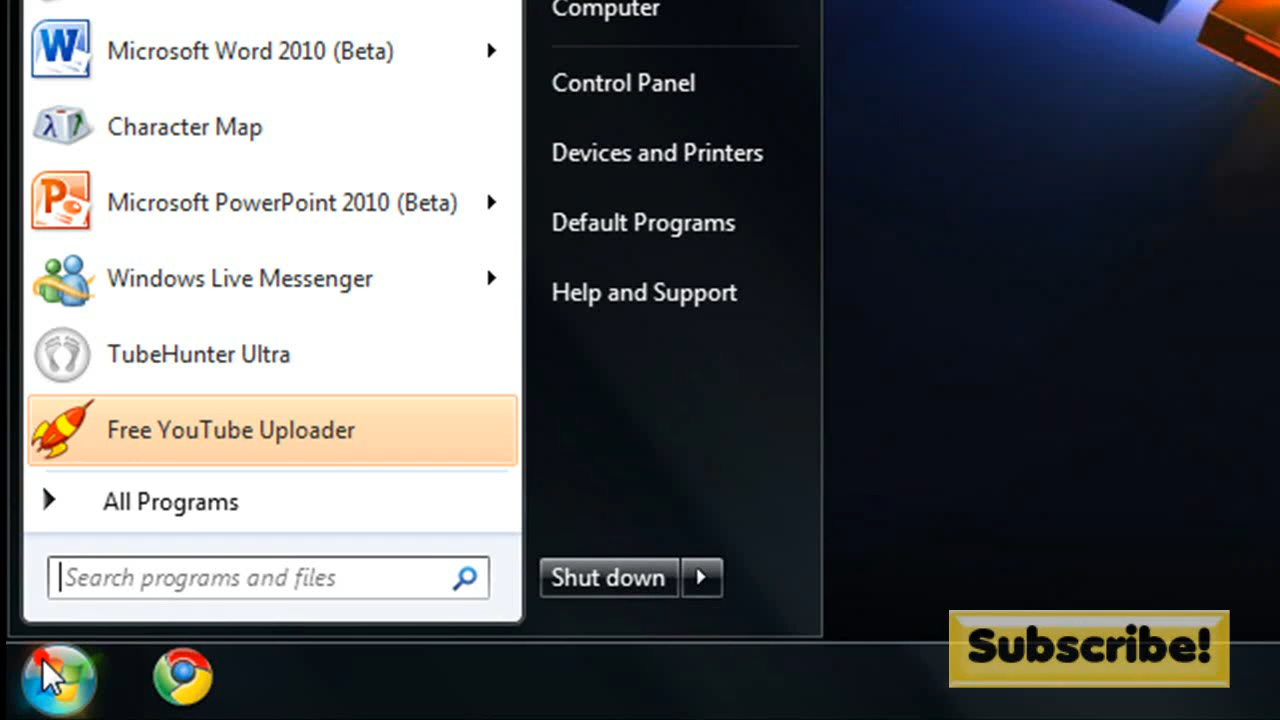 Computer
Microsoft Word 2010 (Beta)
Control Panel
Character Map
Devices and Printers
Microsoft PowerPoint 2010 (Beta)
Default Programs
Windows Live Messenger
Help and Support
TubeHunter Ultra
Free YouTube Uploader
All Programs
Search programs and files
Shut down
Subscribe!